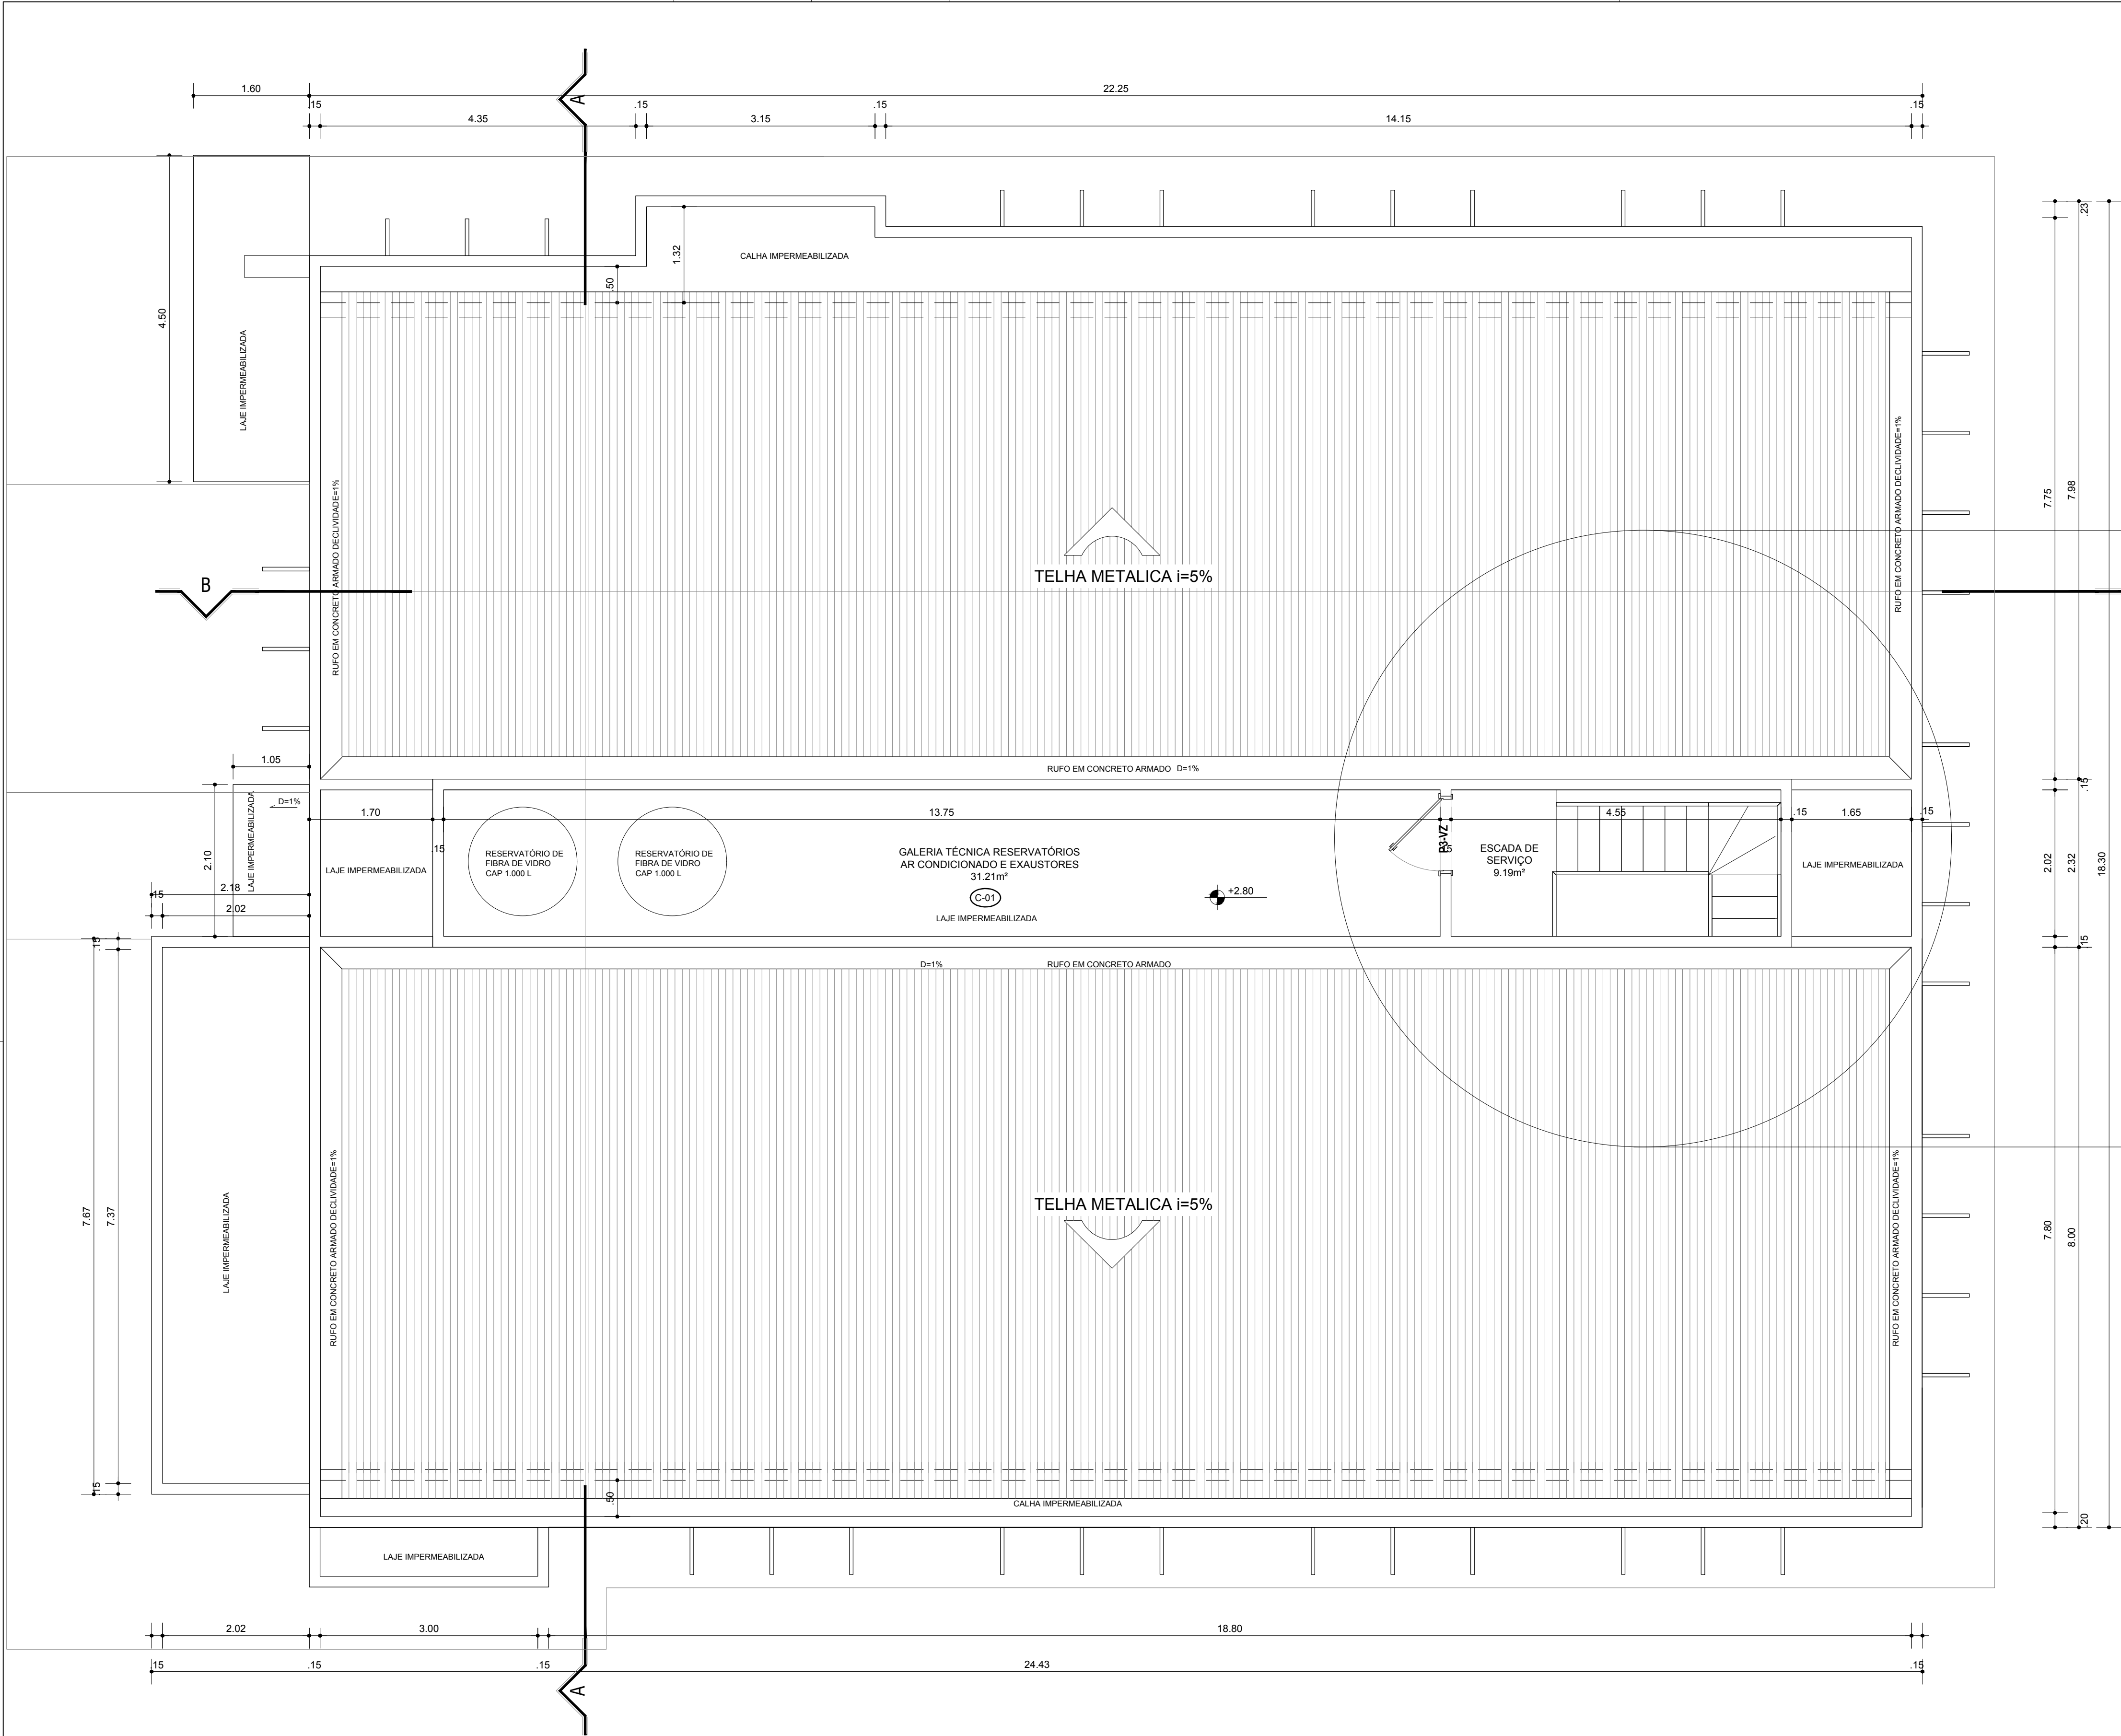 1.60
22.25
.15
.15
.15
.15
4.35
3.15
14.15
A
.23
1.32
CALHA IMPERMEABILIZADA
.50
4.50
LAJE IMPERMEABILIZADA
RUFO EM CONCRETO ARMADO DECLIVIDADE=1%
RUFO EM CONCRETO ARMADO DECLIVIDADE=1%
7.75
7.98
TELHA METALICA i=5%
B
1.05
RUFO EM CONCRETO ARMADO D=1%
.15
D=1%
LAJE IMPERMEABILIZADA
2.10
1.70
13.75
4.55
.15
1.65
.15
.15
P3-VZ
.15
RESERVATÓRIO DE
FIBRA DE VIDRO
CAP 1.000 L
RESERVATÓRIO DE
FIBRA DE VIDRO
CAP 1.000 L
GALERIA TÉCNICA RESERVATÓRIOS
AR CONDICIONADO E EXAUSTORES
31.21m²
C-01
LAJE IMPERMEABILIZADA
+2.80
ESCADA DE
SERVIÇO
9.19m²
LAJE IMPERMEABILIZADA
LAJE IMPERMEABILIZADA
2.02
2.32
18.30
2.18
.15
2.02
.15
.15
D=1%
RUFO EM CONCRETO ARMADO
7.67
7.37
LAJE IMPERMEABILIZADA
RUFO EM CONCRETO ARMADO DECLIVIDADE=1%
TELHA METALICA i=5%
RUFO EM CONCRETO ARMADO DECLIVIDADE=1%
7.80
8.00
.15
.50
CALHA IMPERMEABILIZADA
.20
LAJE IMPERMEABILIZADA
2.02
3.00
18.80
.15
.15
.15
24.43
.15
A